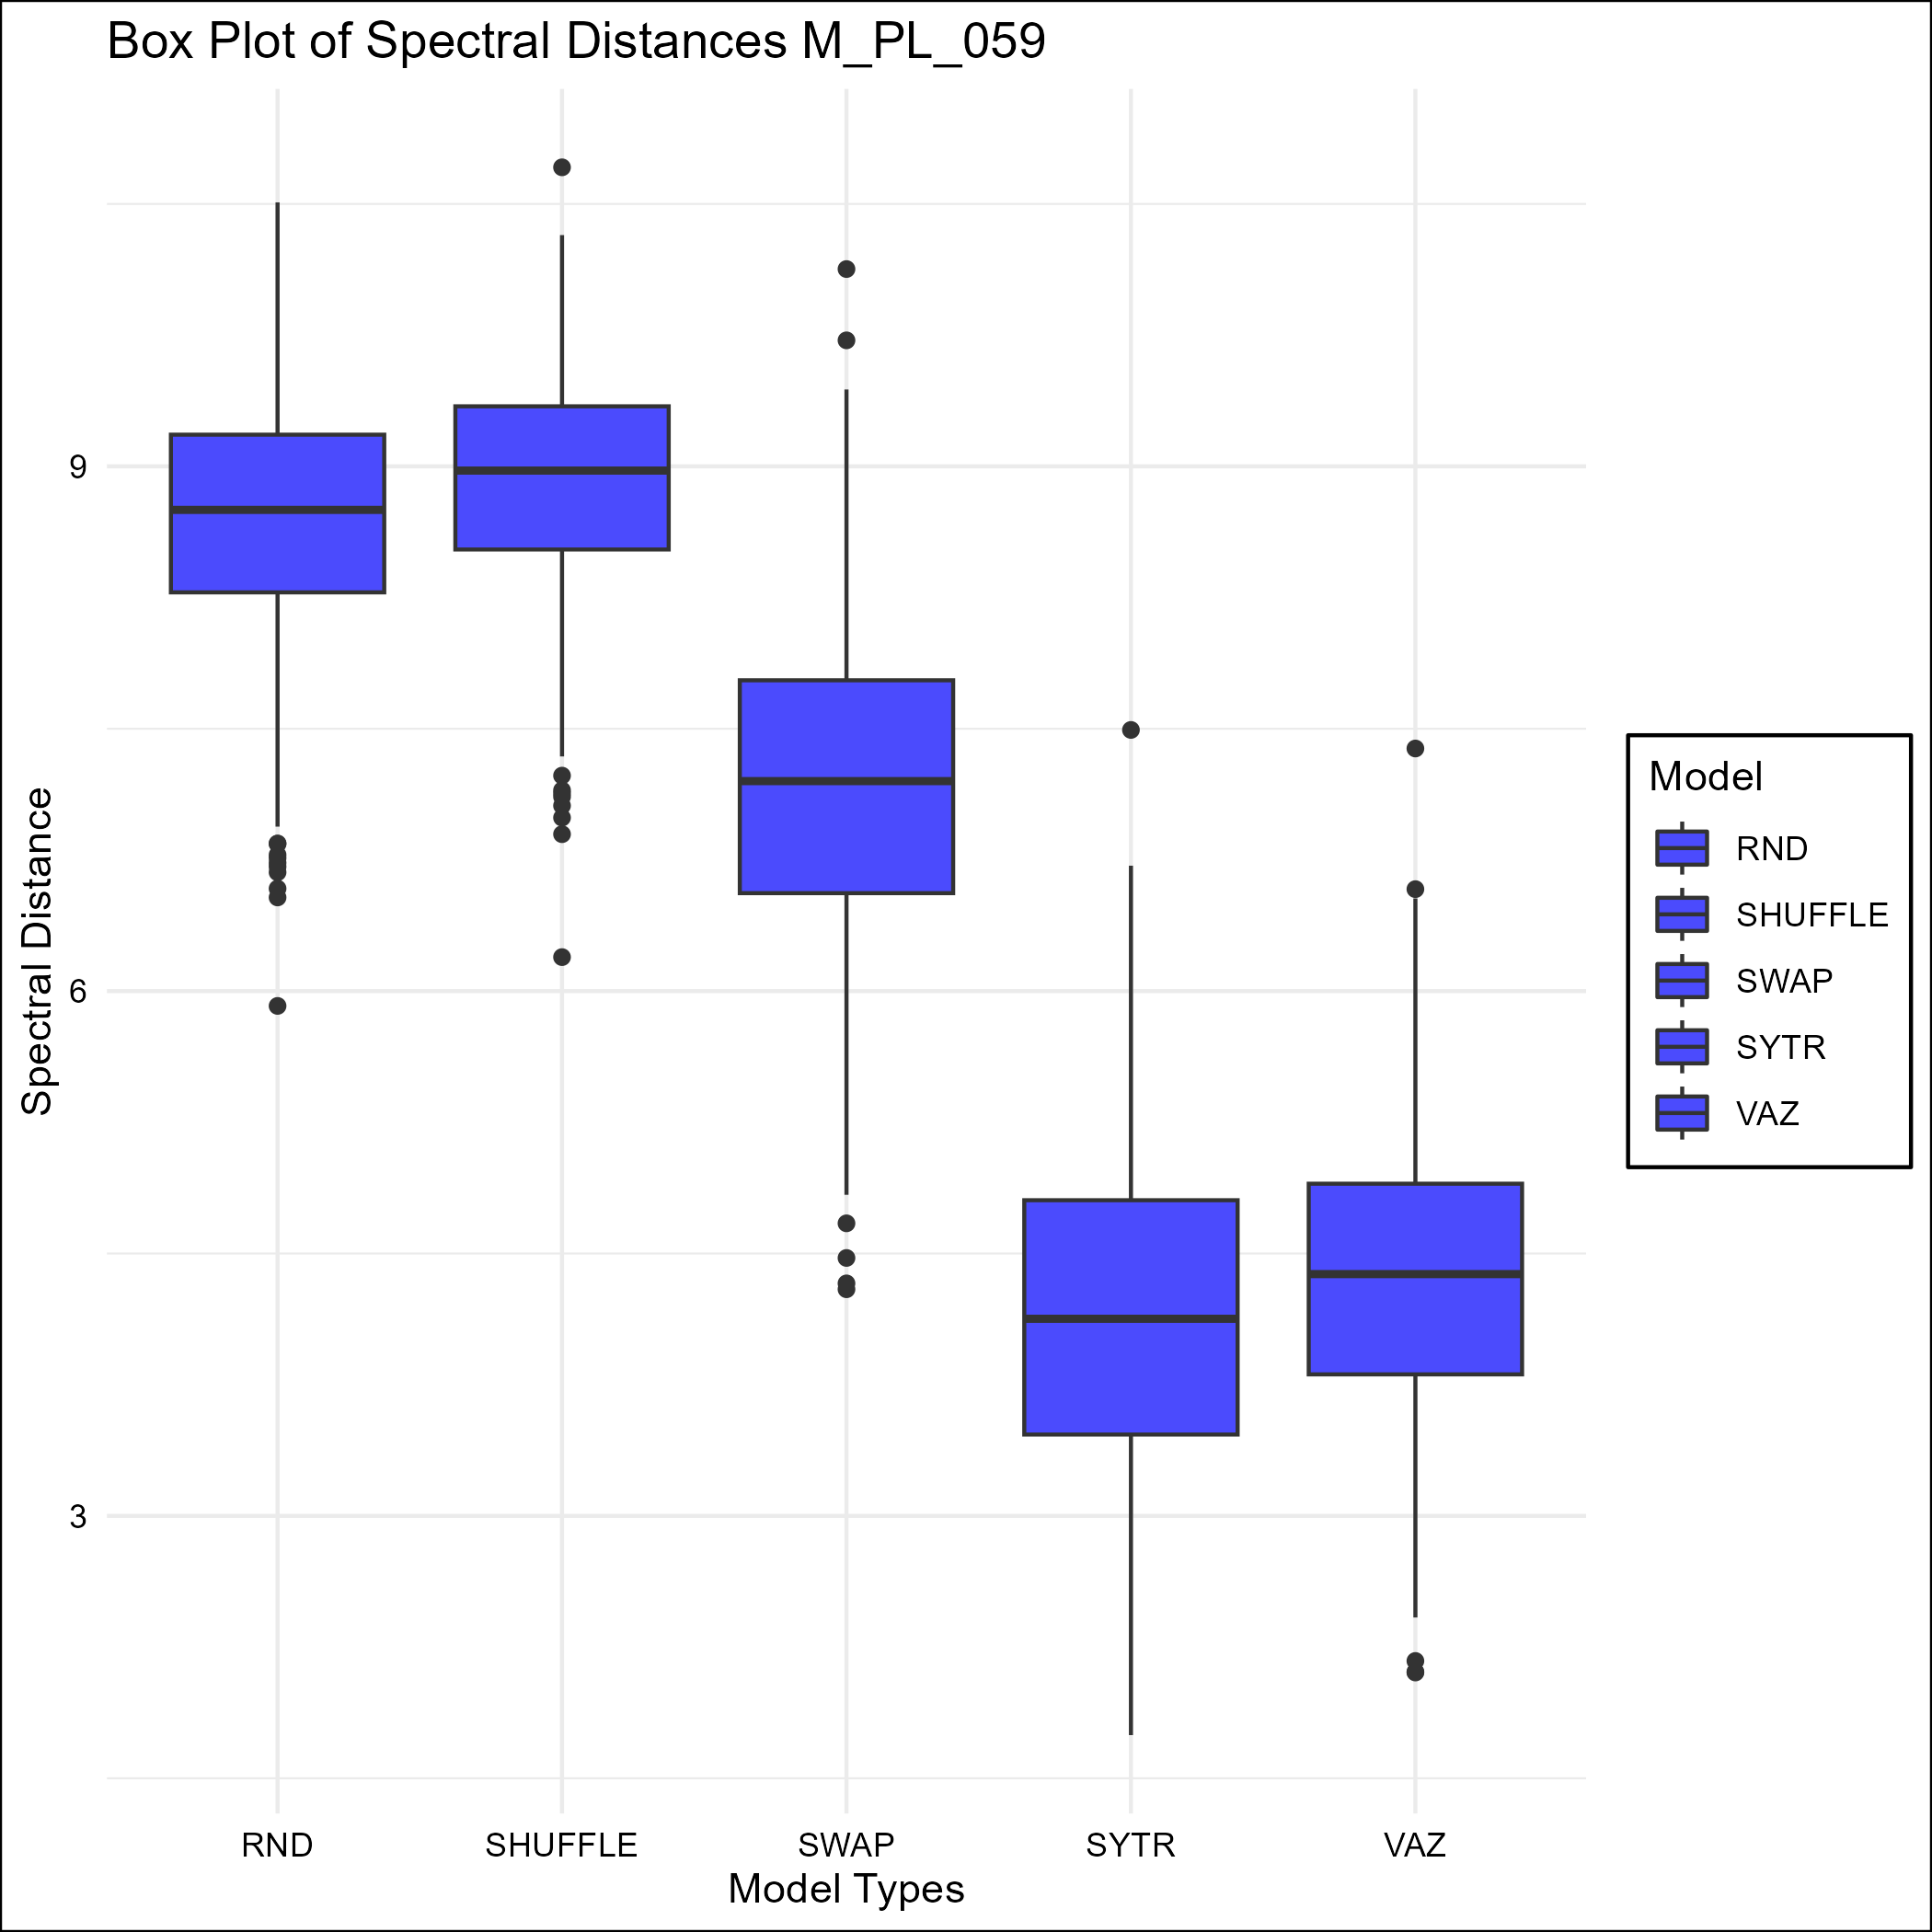 Box Plot of Spectral Distances M_PL_059
Spectral Distance
9
6
3
RND
SHUFFLE
SWAP
SYTR
VAZ
Model Types
Model
RND
SHUFFLE
SWAP
SYTR
VAZ